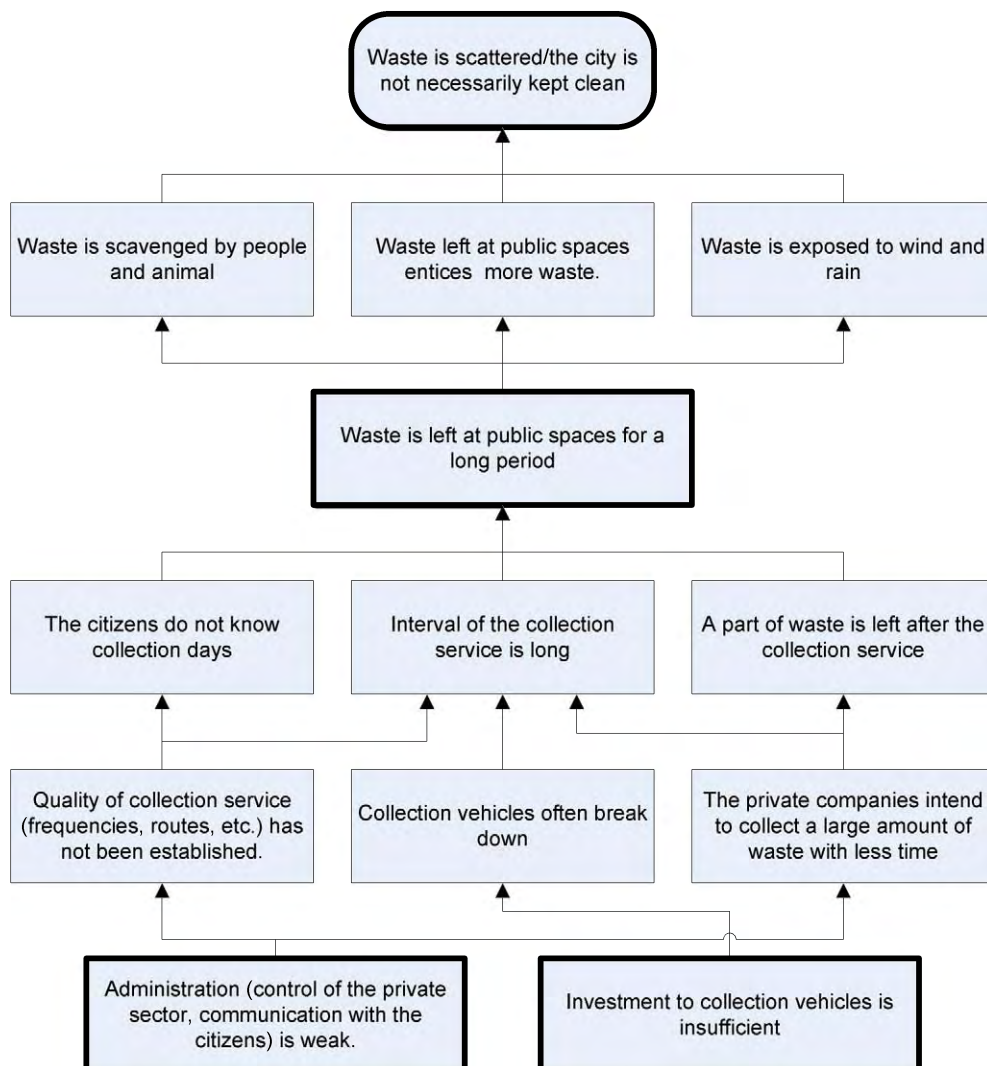 Waste is scattered/the city is
not necessarily kept clean
Waste is scavenged by people
and animal
Waste left at public spaces
entices more waste.
Waste is exposed to wind and
rain
Waste is left at public spaces for a
long period
The citizens do not know
collection days
Interval of the collection
service is long
A part of waste is left after the
collection service
Quality of collection service
(frequencies, routes, etc.) has
not been established.
Collection vehicles often break
down
The private companies intend
to collect a large amount of
waste with less time
Administration (control of the private
sector, communication with the
citizens) is weak.
Investment to collection vehicles is
insufficient